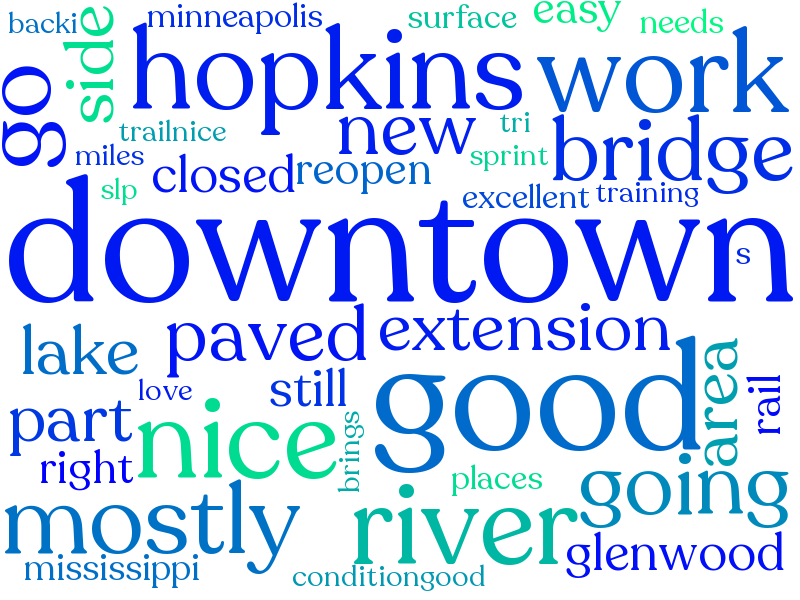 backi minneapolis surface easy needs
go side hopkins work
trailnice new tri bridge
miles closed reopen sprint
slp excellent training
downtown s
lake paved extension
love still good area rail
part nice brings
right places going
mostly river glenwood
mississippi conditiongood